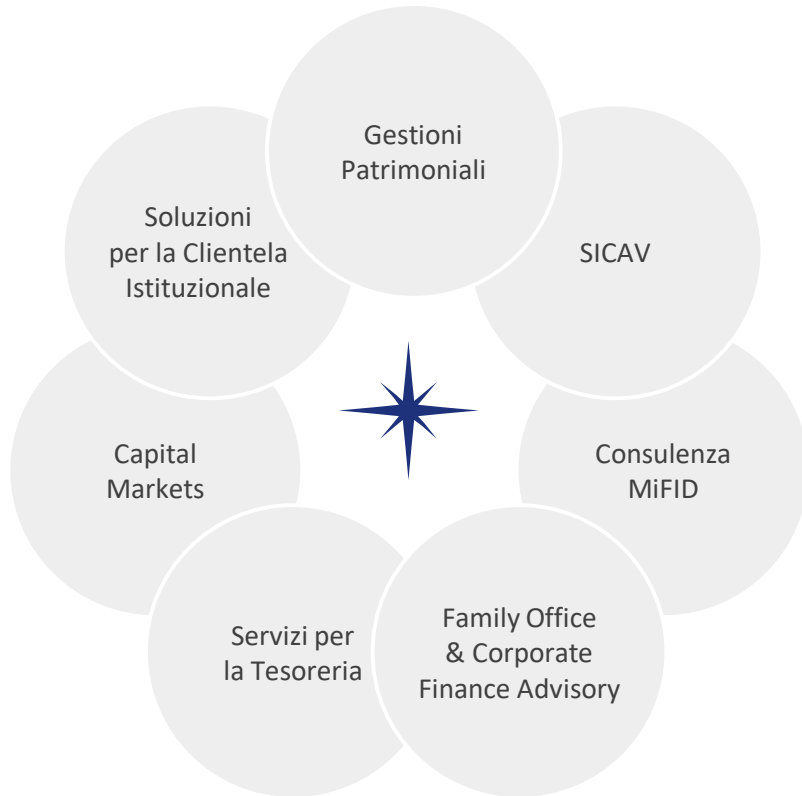 Gestioni
Patrimoniali
SICAV
Consulenza
MiFID
Family Office
& Corporate
Finance Advisory
Servizi per
la Tesoreria
Capital
Markets
Soluzioni
per la Clientela
Istituzionale